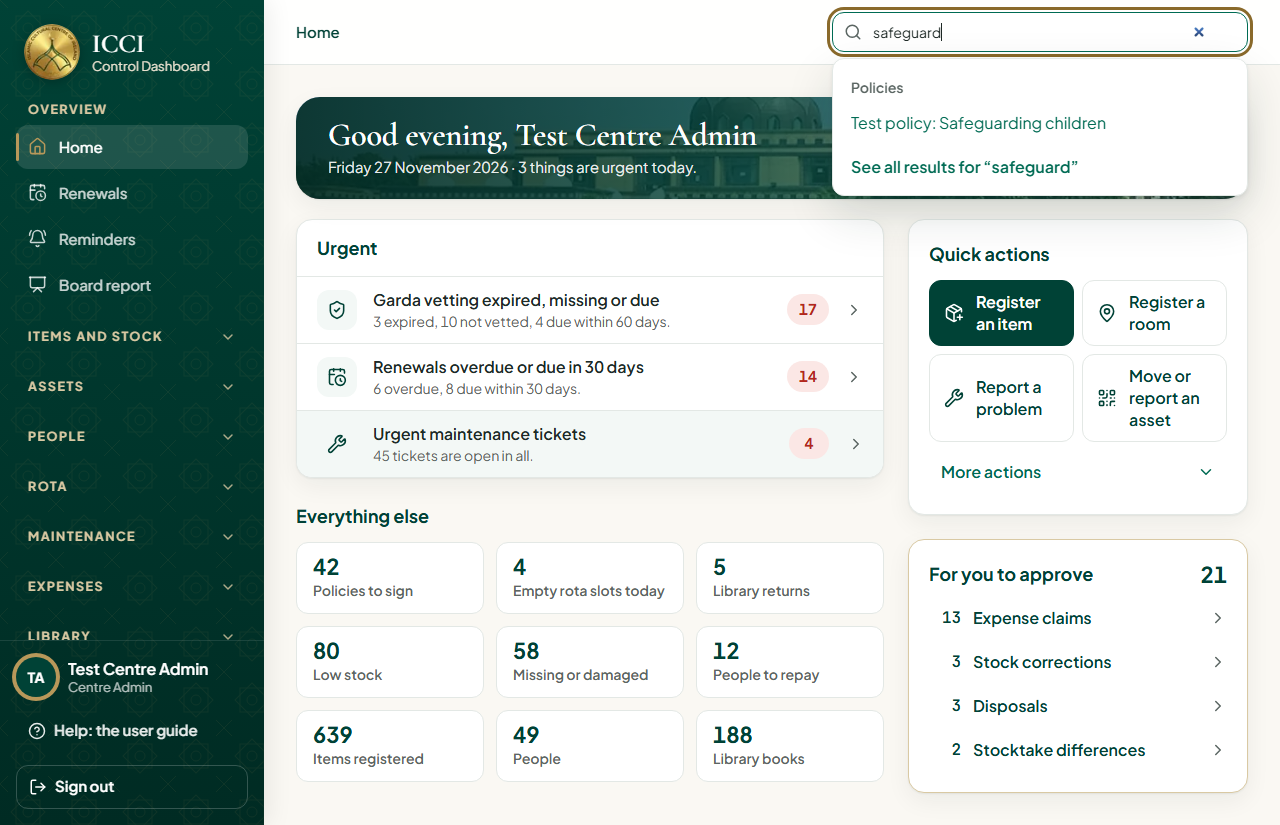 ICCI
Control Dashboard
OVERVIEW
Home
Renewals
Reminders
Board report
ITEMS AND STOCK
ASSETS
PEOPLE
ROTA
MAINTENANCE
EXPENSES
LIBRARY
TA
Test Centre Admin
Centre Admin
Help: the user guide
Sign out
Home
safeguard
Policies
Test policy: Safeguarding children
See all results for “safeguard”
Good evening, Test Centre Admin
Friday 27 November 2026 · 3 things are urgent today.
Urgent
Garda vetting expired, missing or due
3 expired, 10 not vetted, 4 due within 60 days.
17
Renewals overdue or due in 30 days
6 overdue, 8 due within 30 days.
14
Urgent maintenance tickets
45 tickets are open in all.
4
Everything else
42
Policies to sign
4
Empty rota slots today
5
Library returns
80
Low stock
58
Missing or damaged
12
People to repay
639
Items registered
49
People
188
Library books
Quick actions
Register
an item
Register a
room
Report a
problem
Move or
report an
asset
More actions
For you to approve
21
13 Expense claims
3 Stock corrections
3 Disposals
2 Stocktake differences